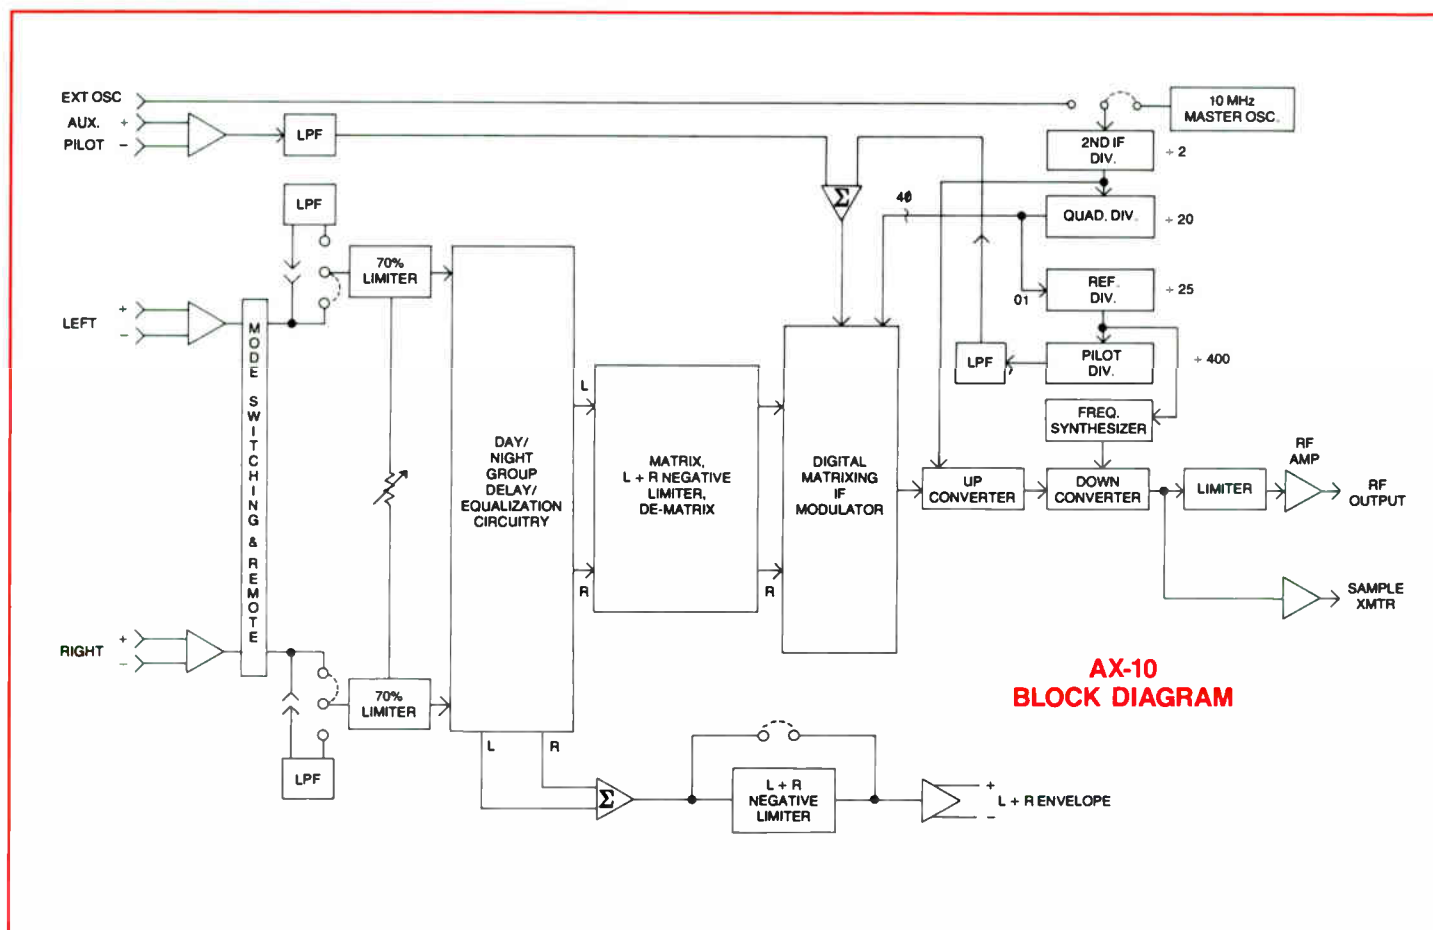 EXT OSC
AUX. +
PILOT −
LPF
10 MHz
MASTER OSC.
2ND IF
DIV.
÷ 2
Σ
40
QUAD. DIV.
÷ 20
LPF
70%
LIMITER
REF.
DIV.
÷ 25
01
LEFT
+
−
MODE SWITCHING & REMOTE
LPF
PILOT
DIV.
÷ 400
FREQ.
SYNTHESIZER
DAY/
NIGHT
GROUP
DELAY/
EQUALIZATION
CIRCUITRY
L
R
MATRIX,
L + R NEGATIVE
LIMITER,
DE-MATRIX
R
DIGITAL
MATRIXING
IF
MODULATOR
UP
CONVERTER
DOWN
CONVERTER
LIMITER
RF
AMP
RF
OUTPUT
SAMPLE
XMTR
RIGHT
+
−
70%
LIMITER
LPF
AX-10
BLOCK DIAGRAM
L
R
Σ
L + R
NEGATIVE
LIMITER
+
−
L + R ENVELOPE